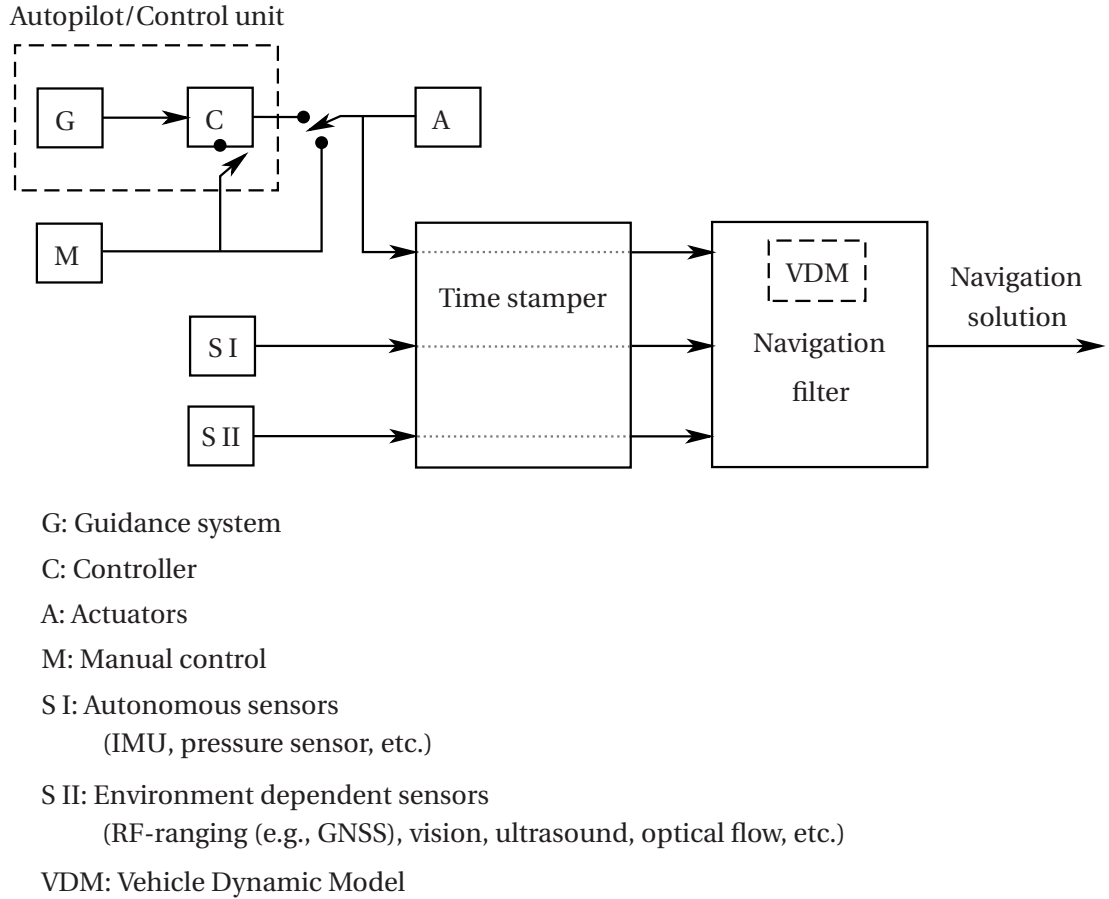 Autopilot/Control unit
G
C
A
M
VDM
Navigation
solution
Time stamper
S I
Navigation
filter
S II
G: Guidance system
C: Controller
A: Actuators
M: Manual control
S I: Autonomous sensors
(IMU, pressure sensor, etc.)
S II: Environment dependent sensors
(RF-ranging (e.g., GNSS), vision, ultrasound, optical flow, etc.)
VDM: Vehicle Dynamic Model